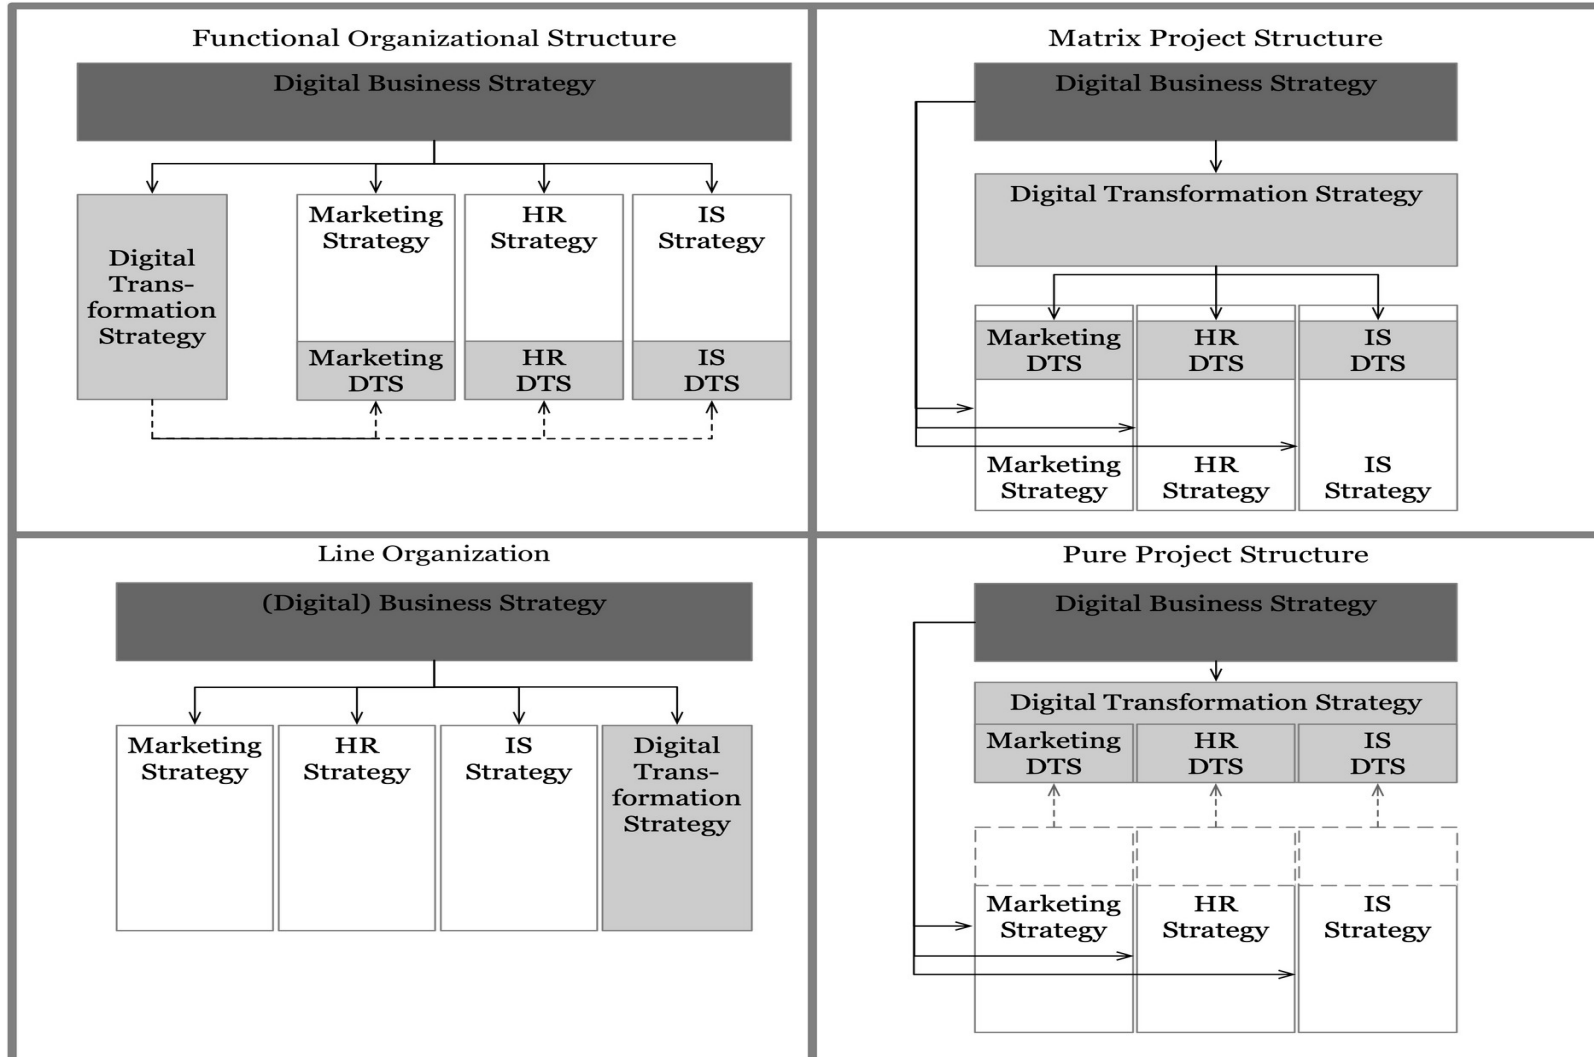 Functional Organizational Structure
Digital Business Strategy
Digital
Trans-
formation
Strategy
Marketing
Strategy
HR
Strategy
IS
Strategy
Marketing
DTS
HR
DTS
IS
DTS
Matrix Project Structure
Digital Business Strategy
Digital Transformation Strategy
Marketing
DTS
HR
DTS
IS
DTS
Marketing
Strategy
HR
Strategy
IS
Strategy
Line Organization
(Digital) Business Strategy
Marketing
Strategy
HR
Strategy
IS
Strategy
Digital
Trans-
formation
Strategy
Pure Project Structure
Digital Business Strategy
Digital Transformation Strategy
Marketing
DTS
HR
DTS
IS
DTS
Marketing
Strategy
HR
Strategy
IS
Strategy